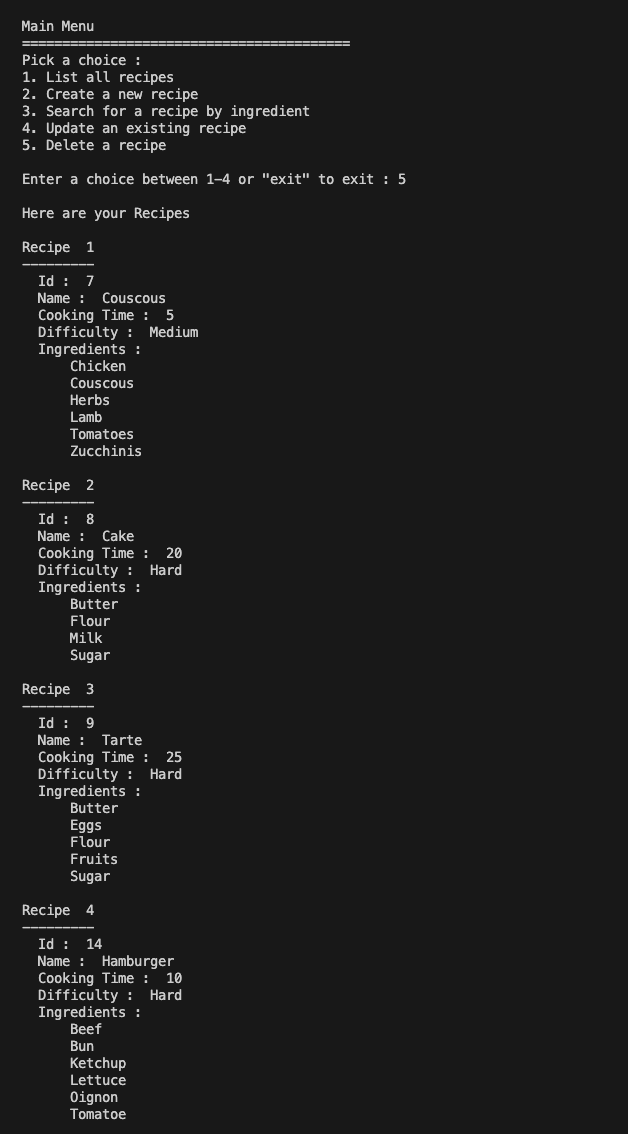 Main Menu
=========================================
Pick a choice :
1. List all recipes
2. Create a new recipe
3. Search for a recipe by ingredient
4. Update an existing recipe
5. Delete a recipe
Enter a choice between 1-4 or "exit" to exit : 5
Here are your Recipes
Recipe  1
---------
  Id :  7
  Name :  Couscous
  Cooking Time :  5
  Difficulty :  Medium
  Ingredients :
      Chicken
      Couscous
      Herbs
      Lamb
      Tomatoes
      Zucchinis
Recipe  2
---------
  Id :  8
  Name :  Cake
  Cooking Time :  20
  Difficulty :  Hard
  Ingredients :
      Butter
      Flour
      Milk
      Sugar
Recipe  3
---------
  Id :  9
  Name :  Tarte
  Cooking Time :  25
  Difficulty :  Hard
  Ingredients :
      Butter
      Eggs
      Flour
      Fruits
      Sugar
Recipe  4
---------
  Id :  14
  Name :  Hamburger
  Cooking Time :  10
  Difficulty :  Hard
  Ingredients :
      Beef
      Bun
      Ketchup
      Lettuce
      Oignon
      Tomatoe